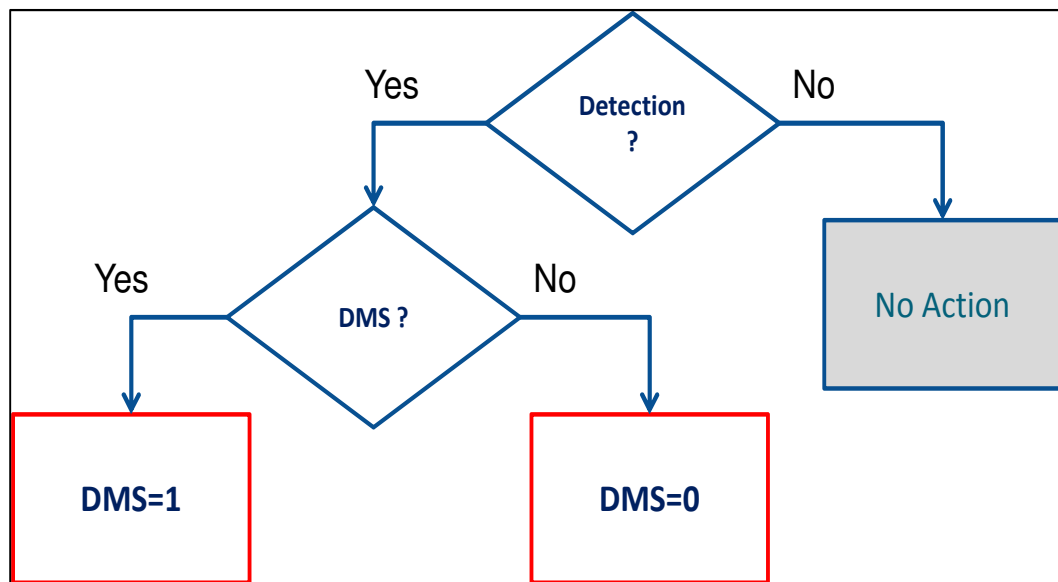 Yes
No
Detection
?
Yes
No
DMS ?
No Action
DMS=1
DMS=0